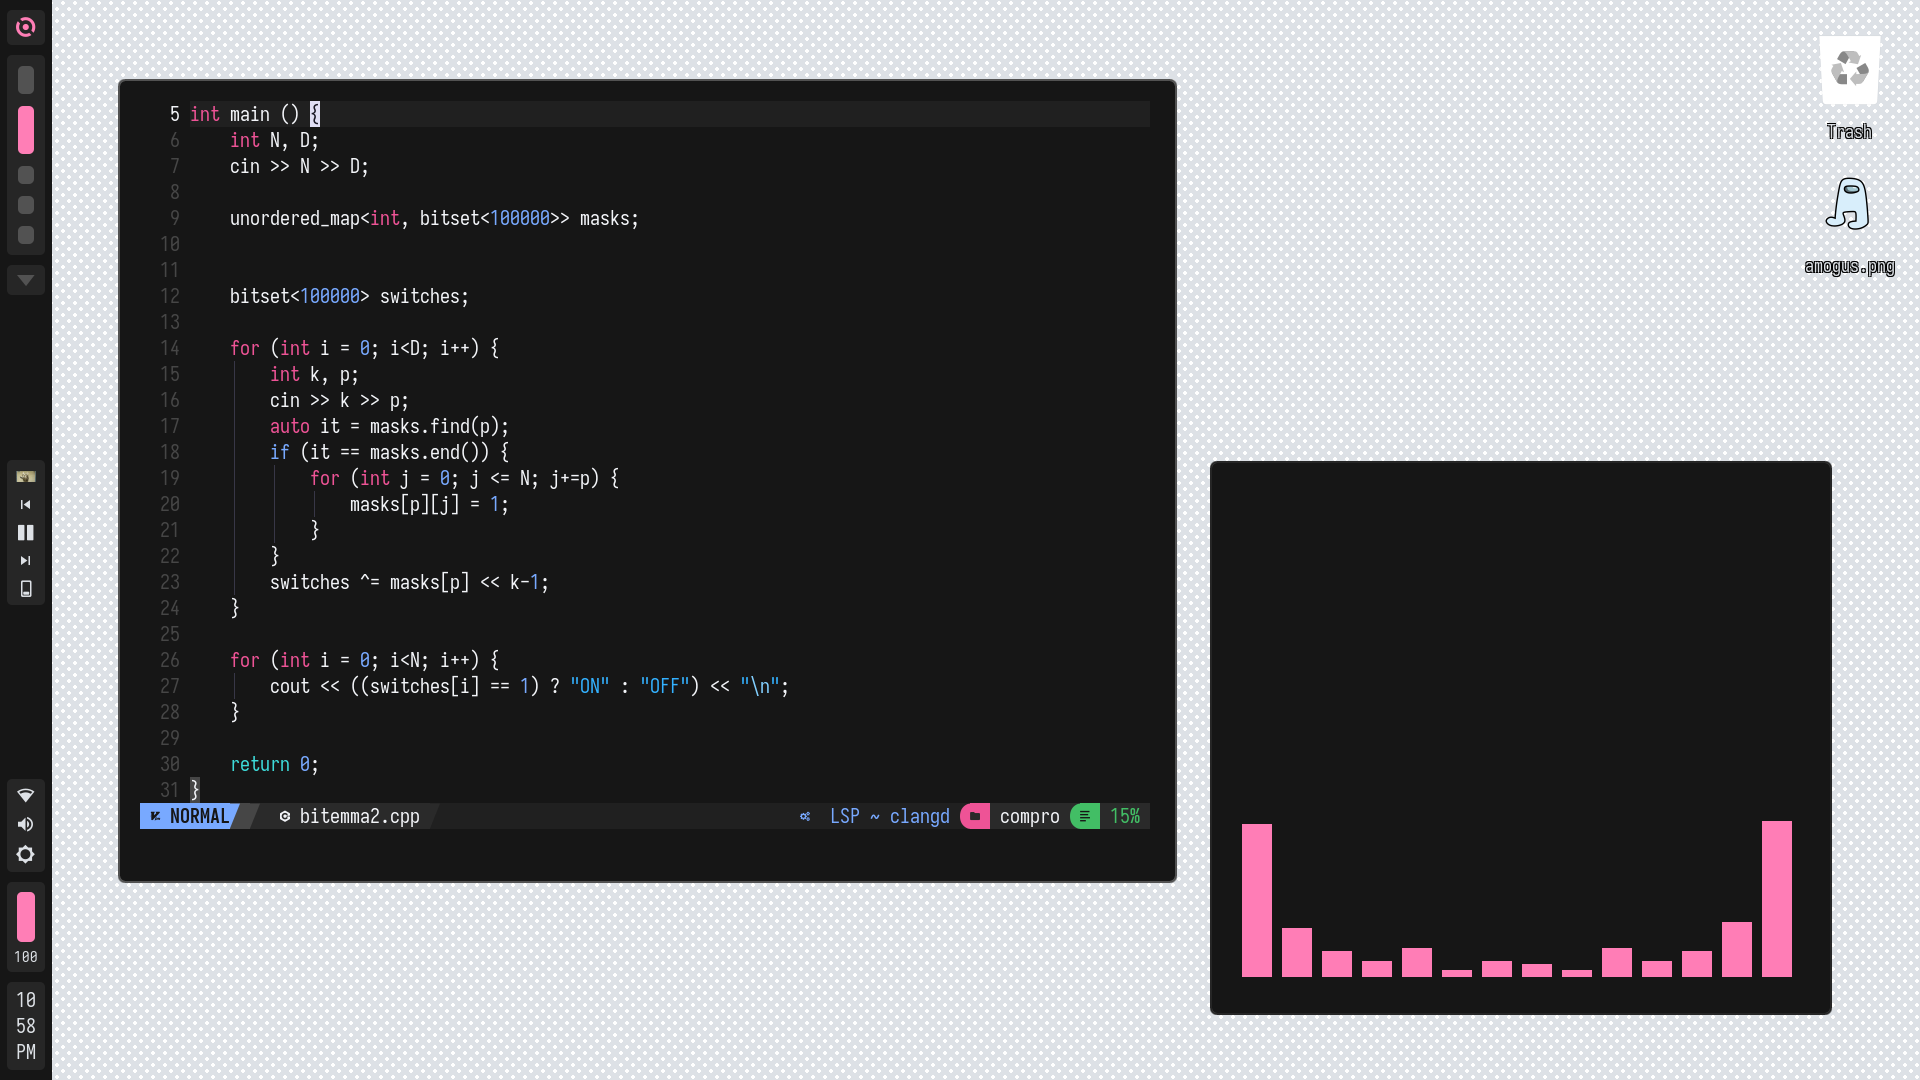 5 int main () {
6 int N, D;
7 cin >> N >> D;
8
9 unordered_map<int, bitset<100000>> masks;
10
11
12 bitset<100000> switches;
13
14 for (int i = 0; i<D; i++) {
15 int k, p;
16 cin >> k >> p;
17 auto it = masks.find(p);
18 if (it == masks.end()) {
19 for (int j = 0; j <= N; j+=p) {
20 masks[p][j] = 1;
21 }
22 }
23 switches ^= masks[p] << k-1;
24 }
25
26 for (int i = 0; i<N; i++) {
27 cout << ((switches[i] == 1) ? "ON" : "OFF") << "\n";
28 }
29
30 return 0;
31 }
NORMAL bitemma2.cpp LSP ~ clangd compro 15%
Trash
amogus.png
100
10
58
PM